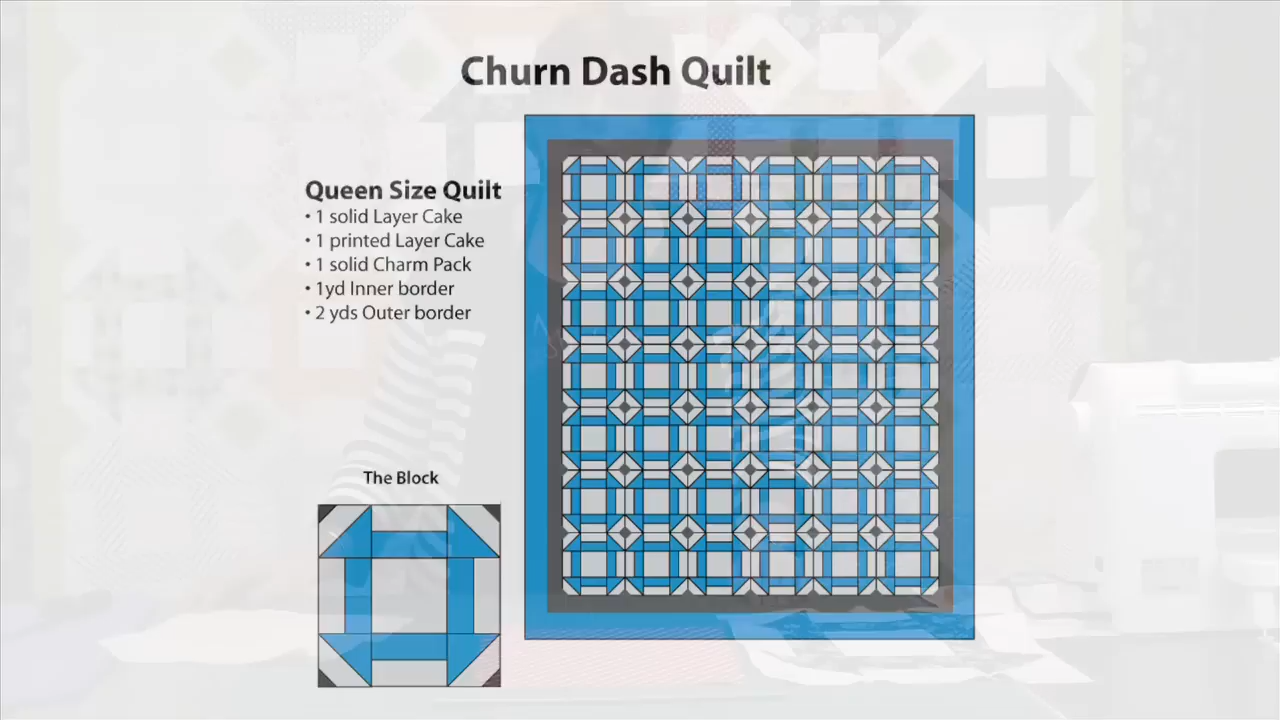 Churn Dash Quilt
Queen Size Quilt
• 1 solid Layer Cake
• 1 printed Layer Cake
• 1 solid Charm Pack
• 1yd Inner border
• 2 yds Outer border
The Block